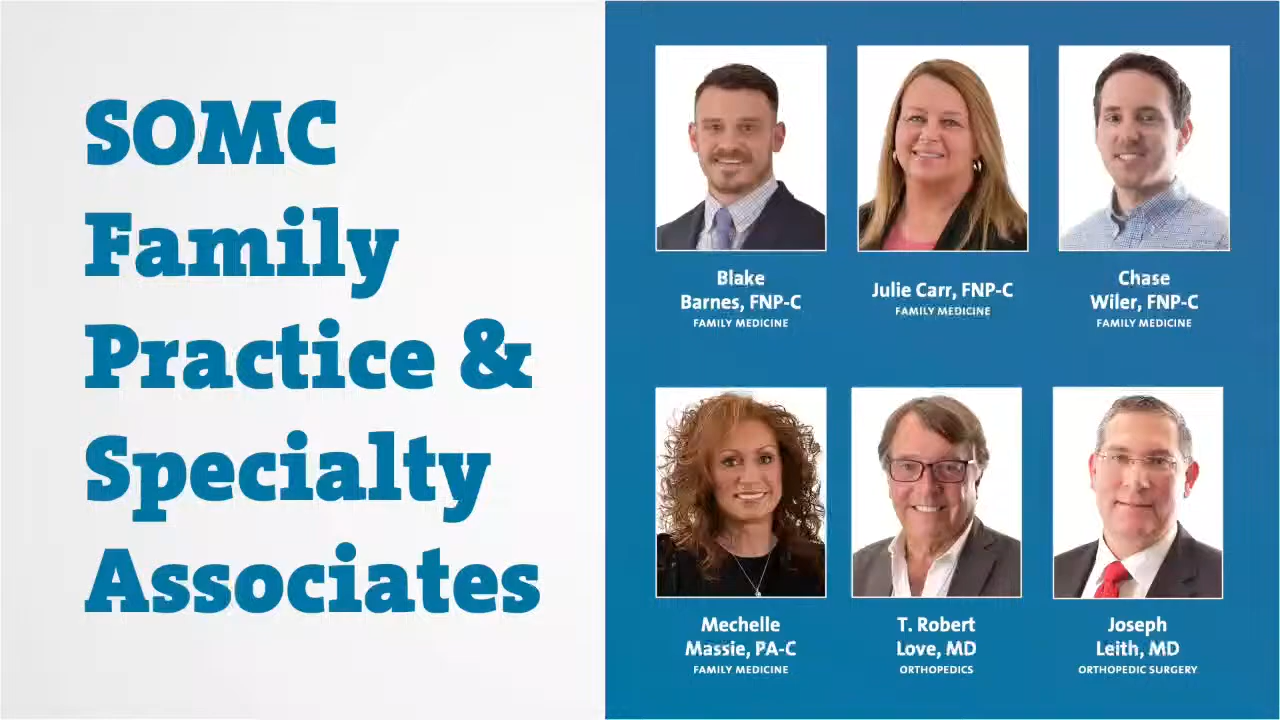 SOMC
Family
Practice &
Specialty
Associates
Blake
Barnes, FNP-C
FAMILY MEDICINE
Julie Carr, FNP-C
FAMILY MEDICINE
Chase
Wiler, FNP-C
FAMILY MEDICINE
Mechelle
Massie, PA-C
FAMILY MEDICINE
T. Robert
Love, MD
ORTHOPEDICS
Joseph
Leith, MD
ORTHOPEDIC SURGERY